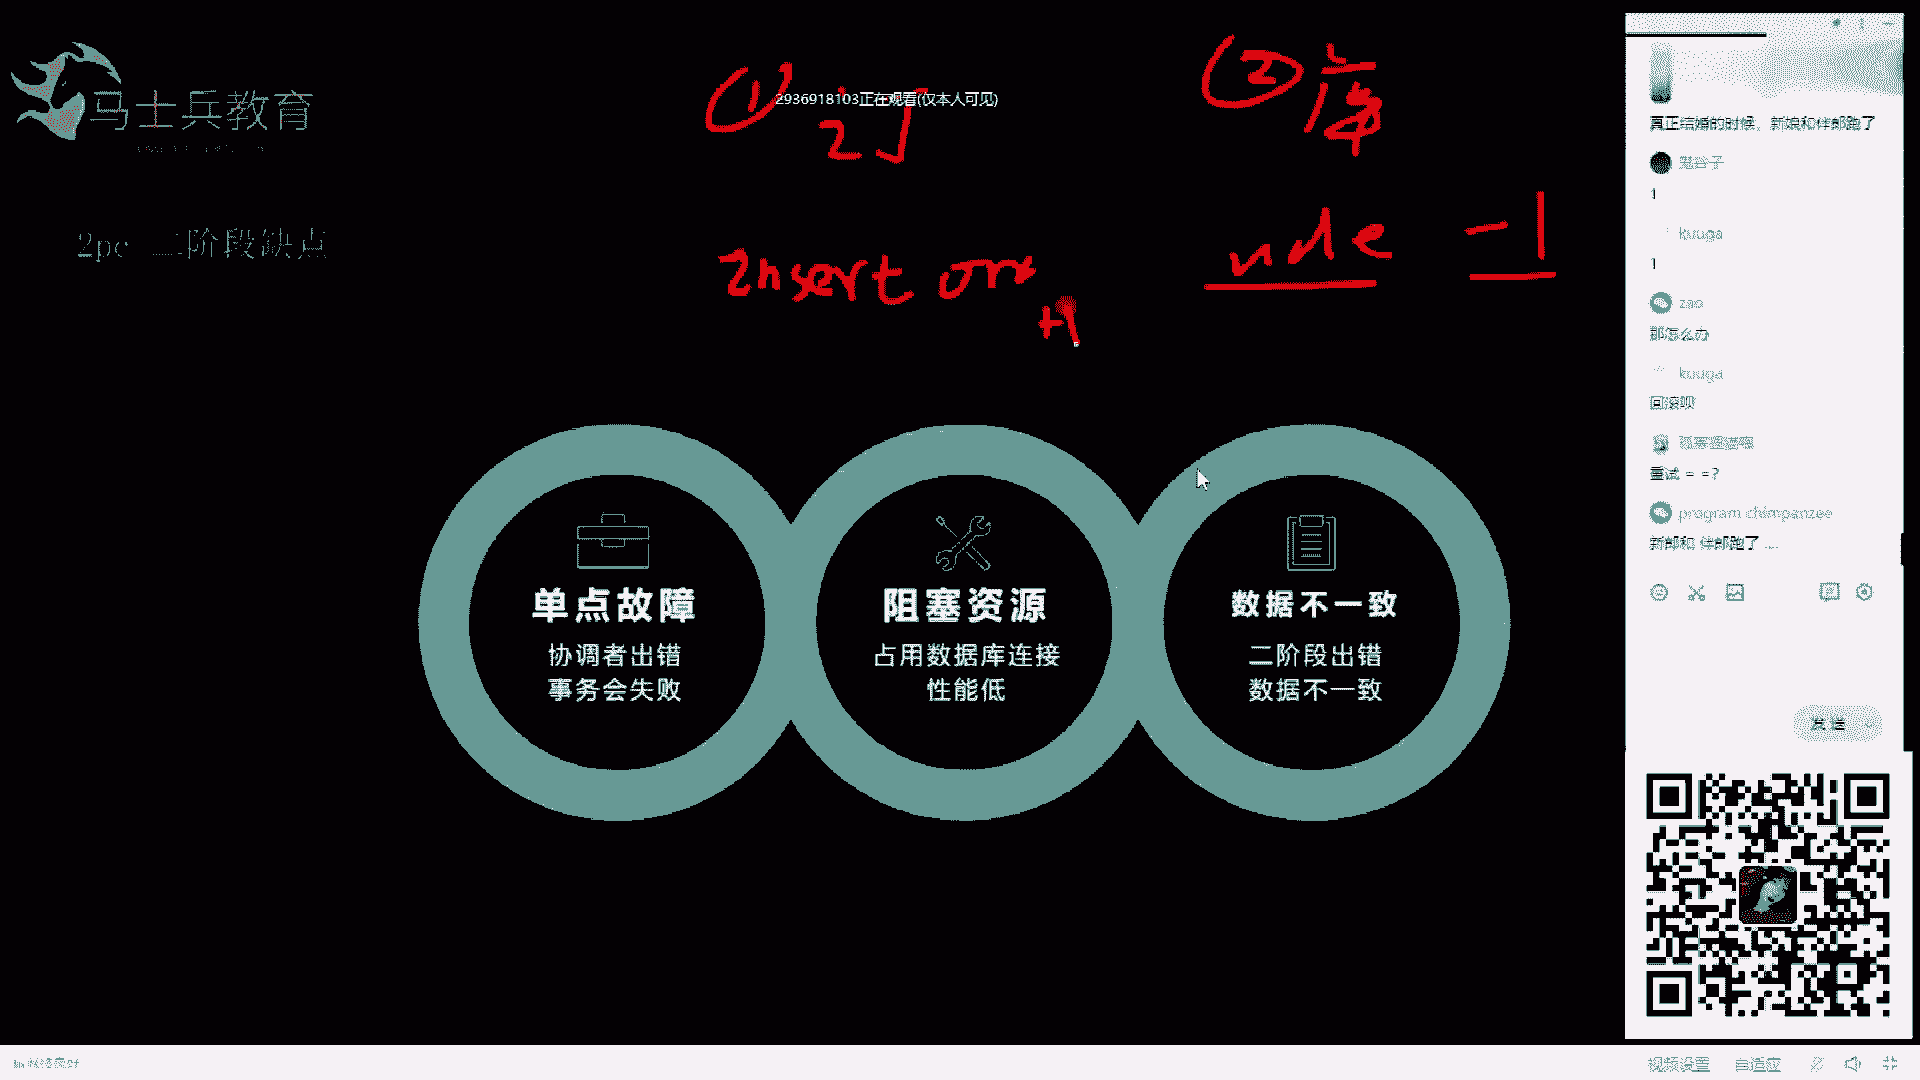 马士兵教育
2936918103正在观看(仅本人可见)
①
②库
2pc 二阶段缺点
Insert
-1
+1
单点故障
协调者出错
事务会失败
阻塞资源
占用数据库连接
性能低
数据不一致
二阶段出错
数据不一致
真正结婚的时候,新娘和伴郎跑了
鬼谷子
1
kuuga
1
zao
那怎么办
kuuga
回滚呗
重试 = =?
program chimpanzee
新郎和 伴郎跑了 ...
发送
视频设置
自适应